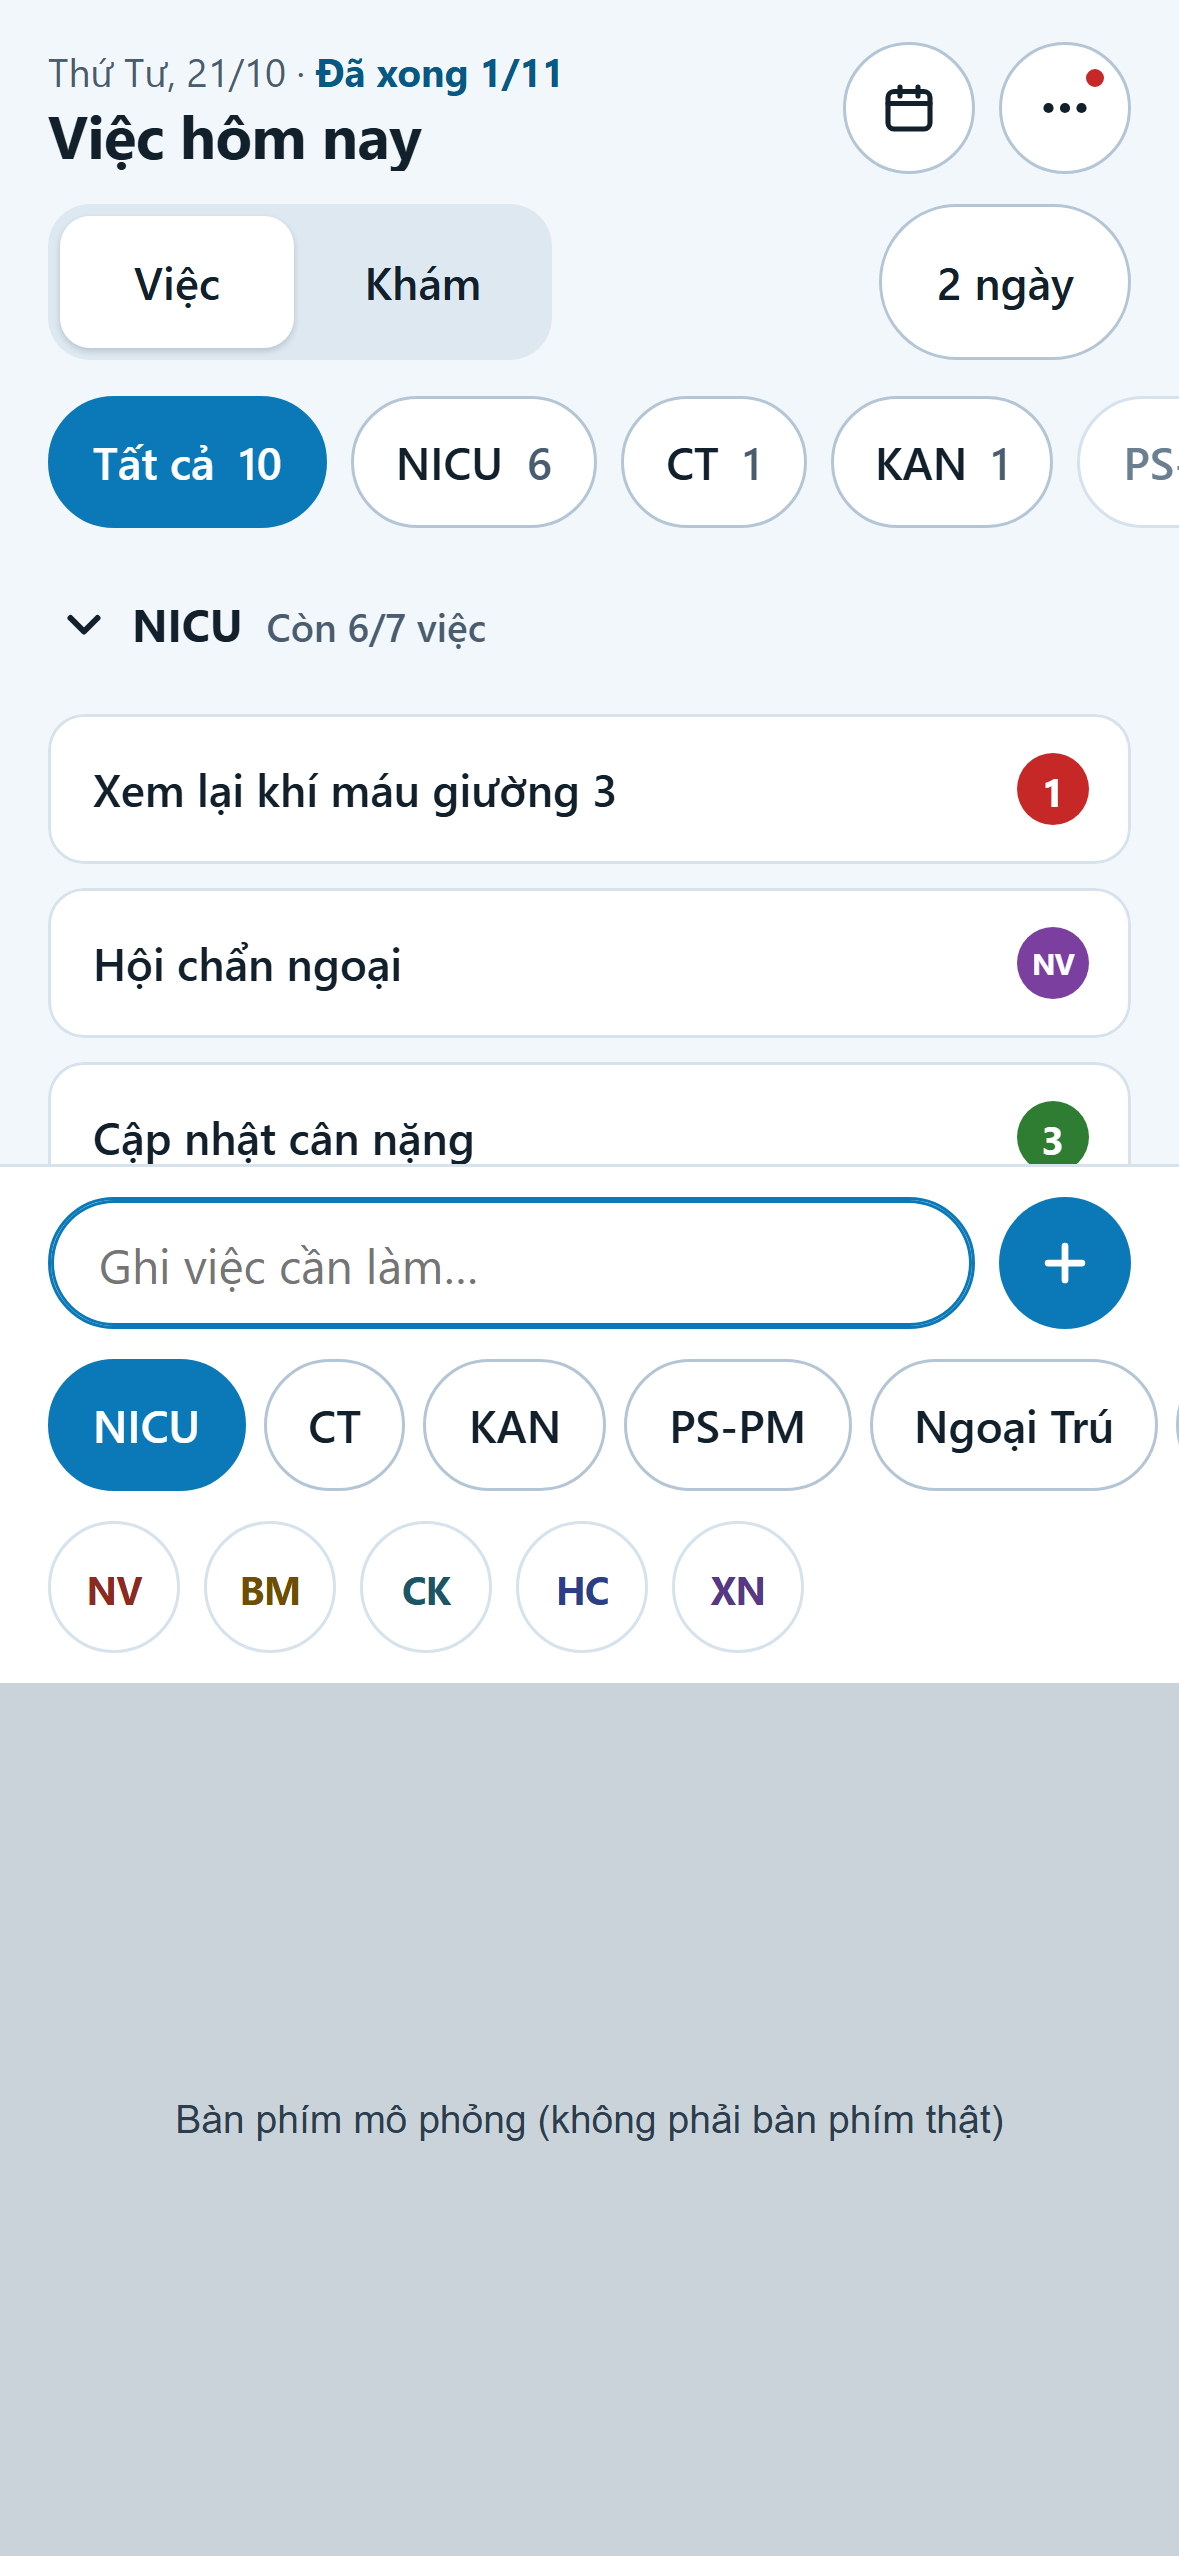 Thứ Tư, 21/10 · Đã xong 1/11
Việc hôm nay
Việc Khám 2 ngày
Tất cả 10 NICU 6 CT 1 KAN 1 PS-
NICU Còn 6/7 việc
Xem lại khí máu giường 3 1
Hội chẩn ngoại NV
Cập nhật cân nặng 3
Ghi việc cần làm...
NICU CT KAN PS-PM Ngoại Trú
NV BM CK HC XN
Bàn phím mô phỏng (không phải bàn phím thật)